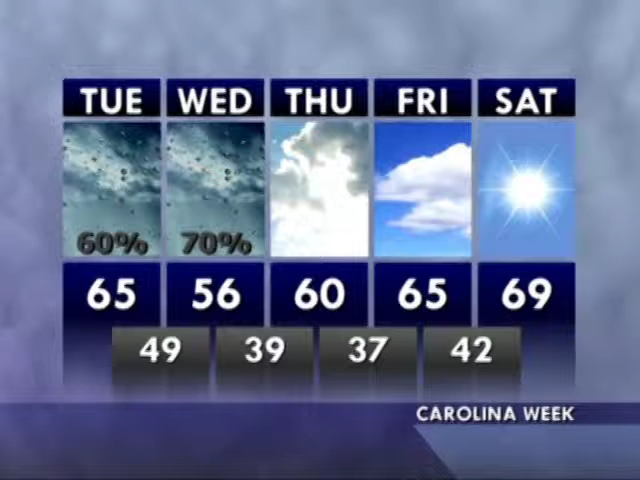 TUE WED THU FRI SAT
60% 70%
65 56 60 65 69
49 39 37 42
CAROLINA WEEK